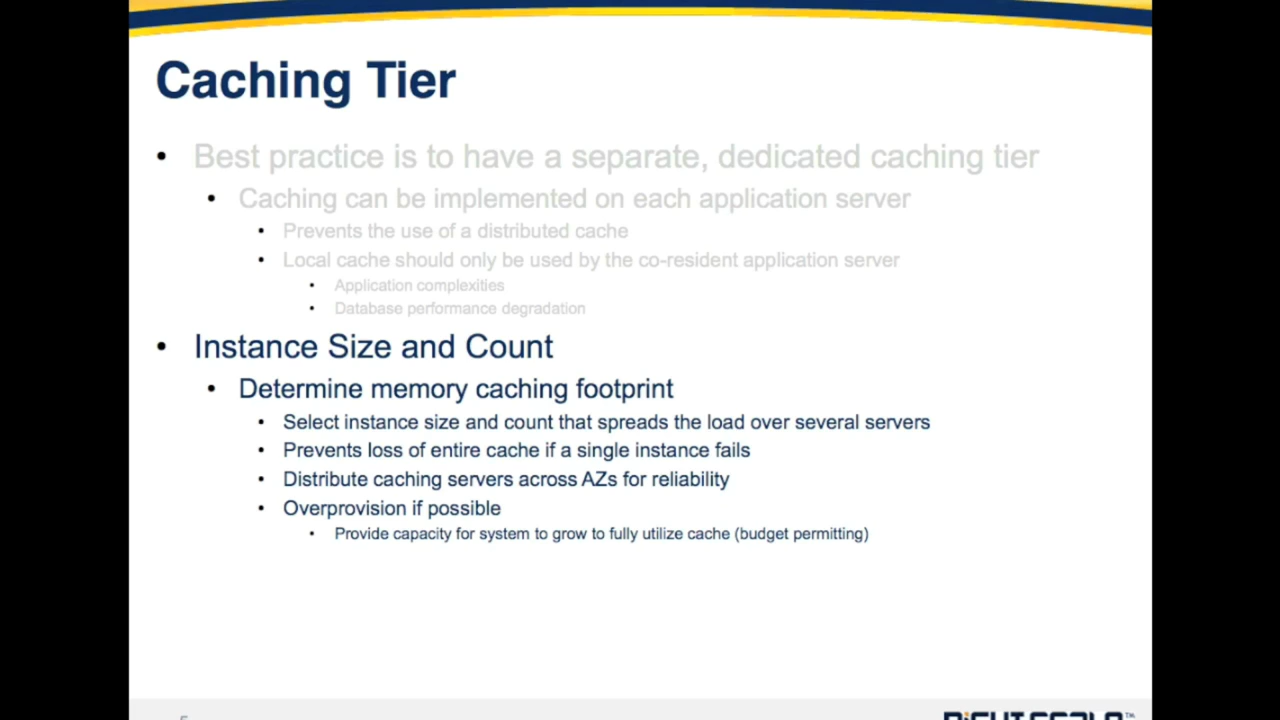 Caching Tier
• Best practice is to have a separate, dedicated caching tier
• Caching can be implemented on each application server
• Prevents the use of a distributed cache
• Local cache should only be used by the co-resident application server
• Application complexities
• Database performance degradation
• Instance Size and Count
• Determine memory caching footprint
• Select instance size and count that spreads the load over several servers
• Prevents loss of entire cache if a single instance fails
• Distribute caching servers across AZs for reliability
• Overprovision if possible
• Provide capacity for system to grow to fully utilize cache (budget permitting)